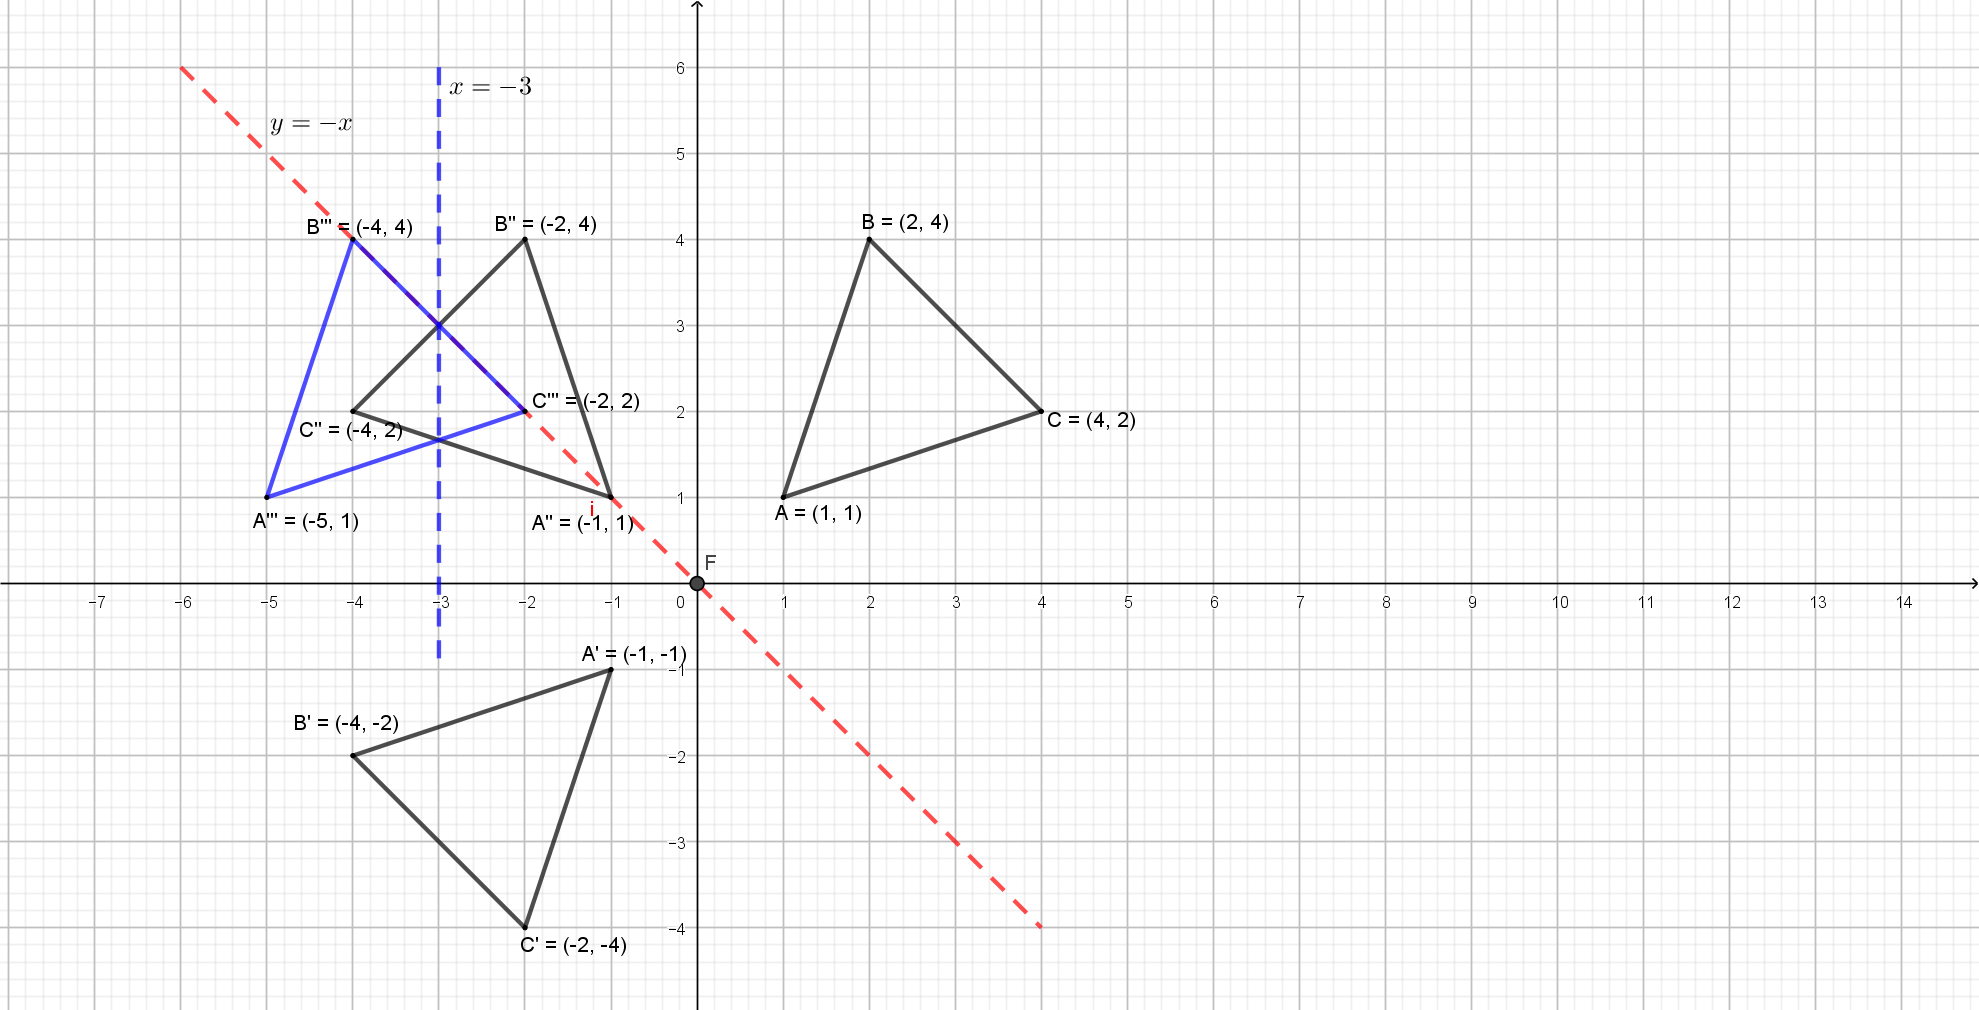 6
x = −3
y = −x
5
B''' = (-4, 4)
B'' = (-2, 4)
B = (2, 4)
4
3
C''' = (-2, 2)
2
C'' = (-4, 2)
C = (4, 2)
1
i
A''' = (-5, 1)
A'' = (-1, 1)
A = (1, 1)
F
−7 −6 −5 −4 −3 −2 −1 0 1 2 3 4 5 6 7 8 9 10 11 12 13 14
A' = (-1, -1)
−1
B' = (-4, -2)
−2
−3
−4
C' = (-2, -4)